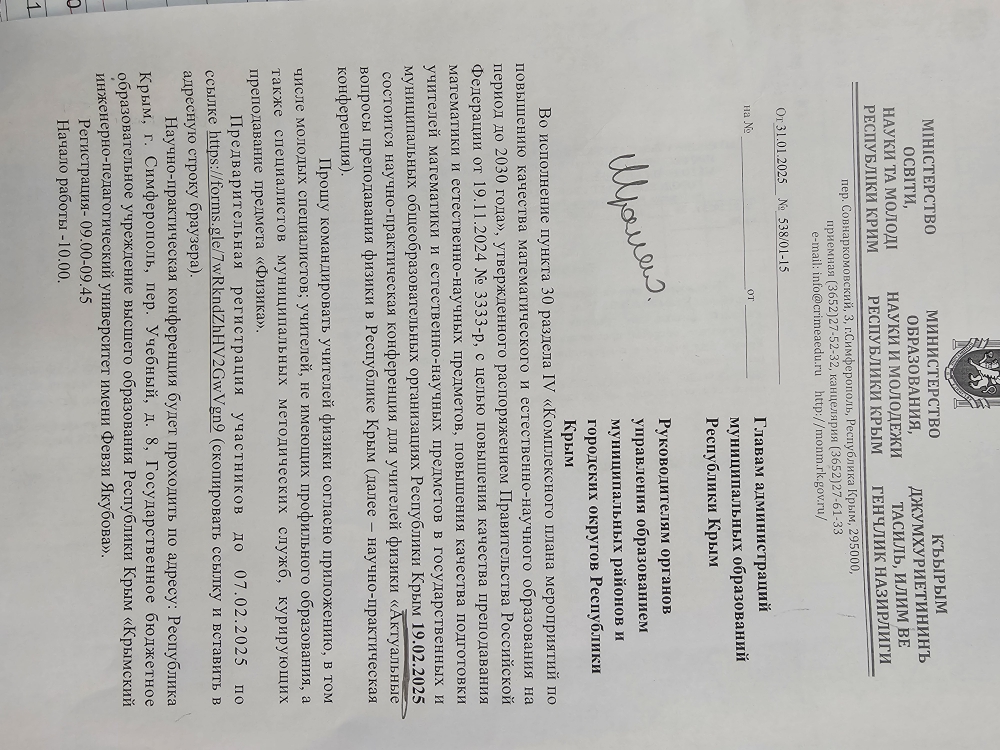 МІНІСТЕРСТВО
ОСВІТИ,
НАУКИ ТА МОЛОДІ
РЕСПУБЛІКИ КРИМ
МИНИСТЕРСТВО
ОБРАЗОВАНИЯ,
НАУКИ И МОЛОДЕЖИ
РЕСПУБЛИКИ КРЫМ
КЪЫРЫМ
ДЖУМХУРИЕТИНИНЪ
ТАСИЛЬ, ИЛИМ ВЕ
ГЕНЧЛИК НАЗИРЛИГИ
пер. Совнаркомовский, 3, г.Симферополь, Республика Крым, 295000,
приемная (3652)27-52-32, канцелярия (3652)27-61-33
e-mail: info@crimeaedu.ru http://monm.rk.gov.ru/
От 31.01.2025 № 538/01-15
на № от
Главам администраций
муниципальных образований
Республики Крым
Руководителям органов
управления образованием
муниципальных районов и
городских округов Республики
Крым
Во исполнение пункта 30 раздела IV «Комплексного плана мероприятий по
повышению качества математического и естественно-научного образования на
период до 2030 года», утвержденного распоряжением Правительства Российской
Федерации от 19.11.2024 № 3333-р, с целью повышения качества преподавания
математики и естественно-научных предметов, повышения качества подготовки
учителей математики и естественно-научных предметов в государственных и
муниципальных общеобразовательных организациях Республики Крым 19.02.2025
состоится научно-практическая конференция для учителей физики «Актуальные
вопросы преподавания физики в Республике Крым (далее – научно-практическая
конференция).
Прошу командировать учителей физики согласно приложению, в том
числе молодых специалистов; учителей, не имеющих профильного образования, а
также специалистов муниципальных методических служб, курирующих
преподавание предмета «Физика».
Предварительная регистрация участников до 07.02.2025 по
ссылке https://forms.gle/7wRkndZhHV2GwVgn9 (скопировать ссылку и вставить в
адресную строку браузера).
Научно-практическая конференция будет проходить по адресу: Республика
Крым, г. Симферополь, пер. Учебный, д. 8, Государственное бюджетное
образовательное учреждение высшего образования Республики Крым «Крымский
инженерно-педагогический университет имени Февзи Якубова».
Регистрация- 09.00-09.45
Начало работы -10.00.